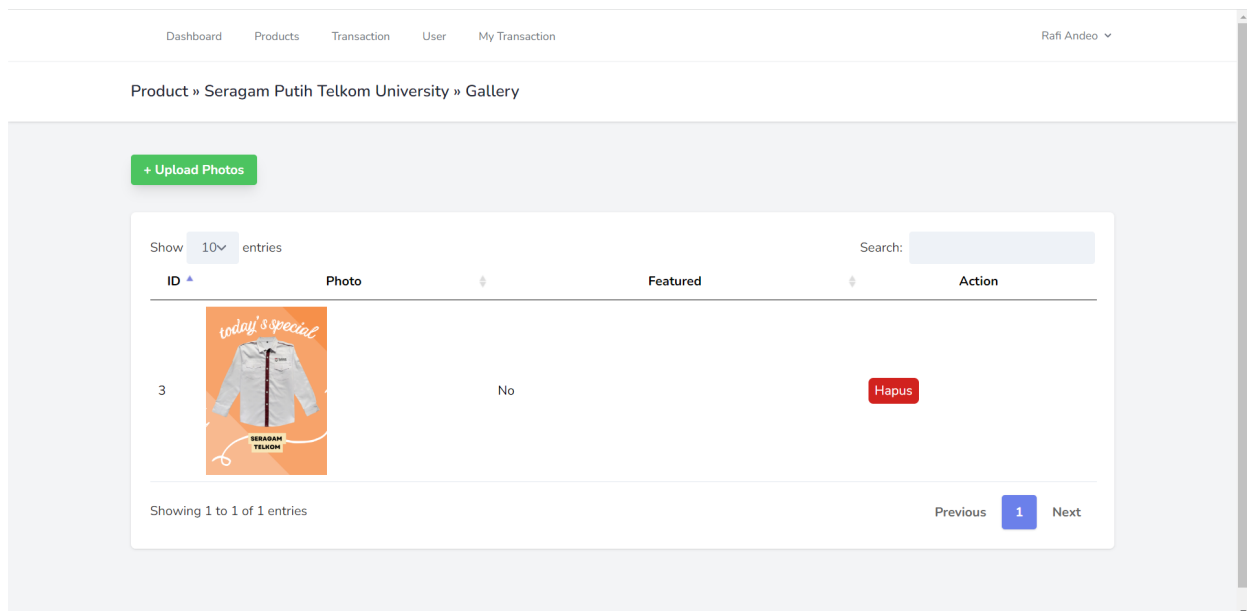 Dashboard Products Transaction User My Transaction Rafi Andeo
Product » Seragam Putih Telkom University » Gallery
+ Upload Photos
Show 10 entries Search:
ID Photo Featured Action
today's special
SERAGAM
TELKOM
3 No Hapus
Showing 1 to 1 of 1 entries Previous 1 Next